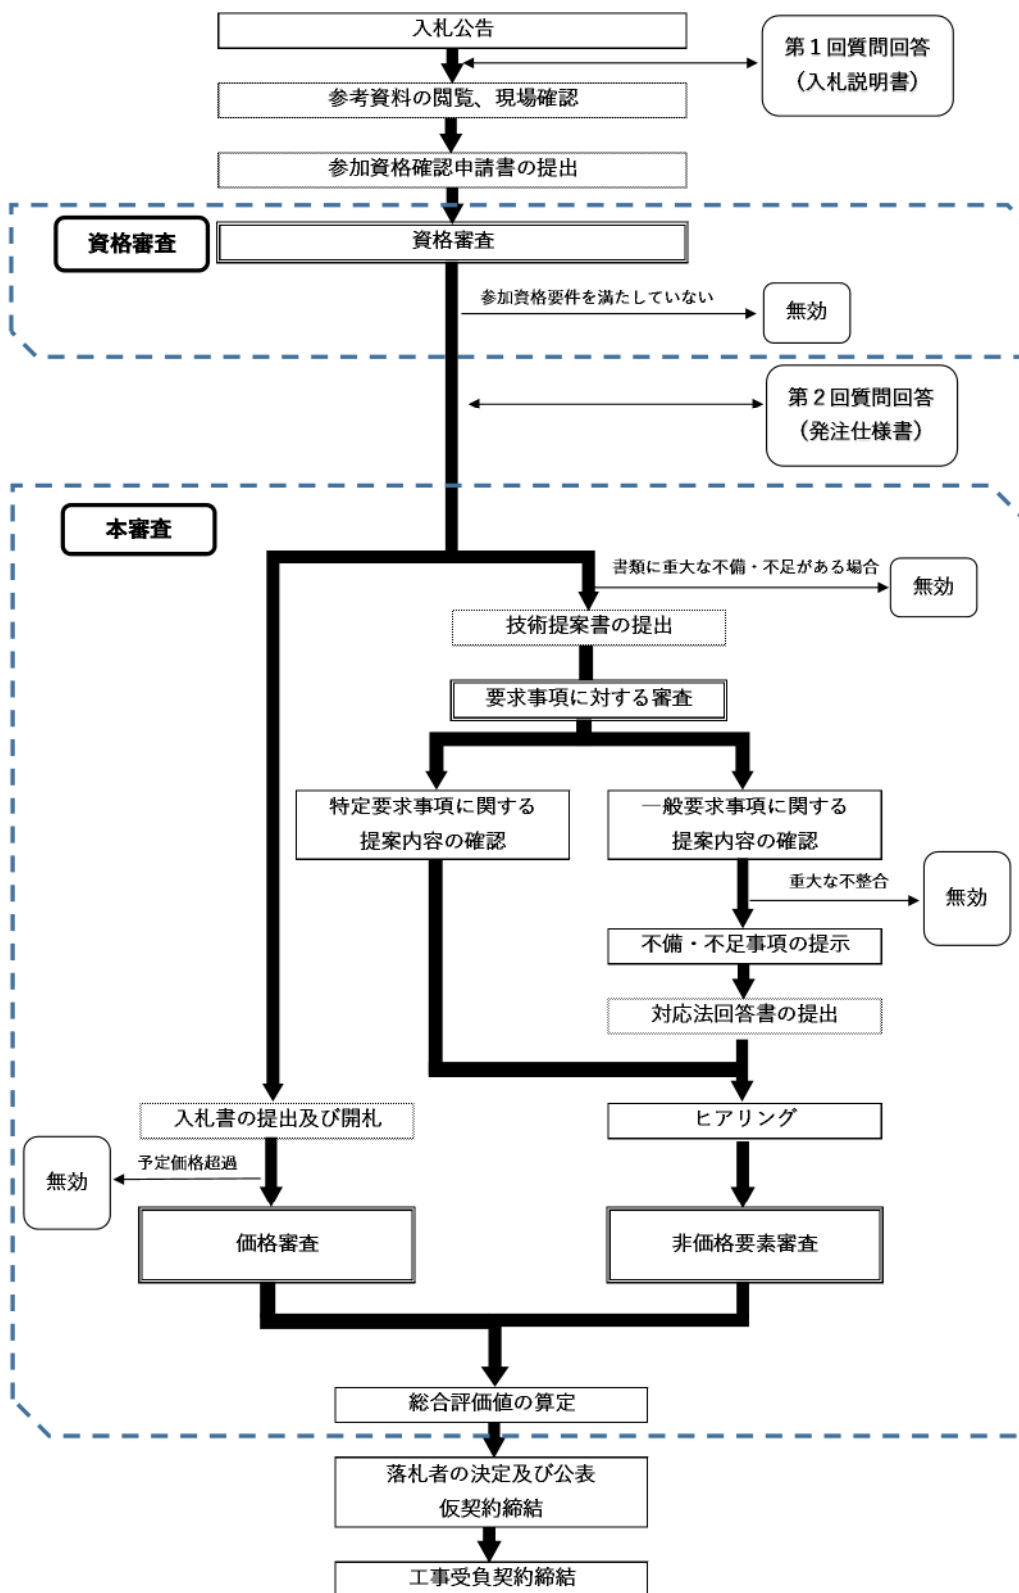 入札公告
第１回質問回答
（入札説明書）
参考資料の閲覧、現場確認
参加資格確認申請書の提出
資格審査
資格審査
参加資格要件を満たしていない
無効
第２回質問回答
（発注仕様書）
本審査
書類に重大な不備・不足がある場合
無効
技術提案書の提出
要求事項に対する審査
特定要求事項に関する
提案内容の確認
一般要求事項に関する
提案内容の確認
重大な不整合
無効
不備・不足事項の提示
対応法回答書の提出
入札書の提出及び開札
ヒアリング
予定価格超過
無効
価格審査
非価格要素審査
総合評価値の算定
落札者の決定及び公表
仮契約締結
工事受負契約締結